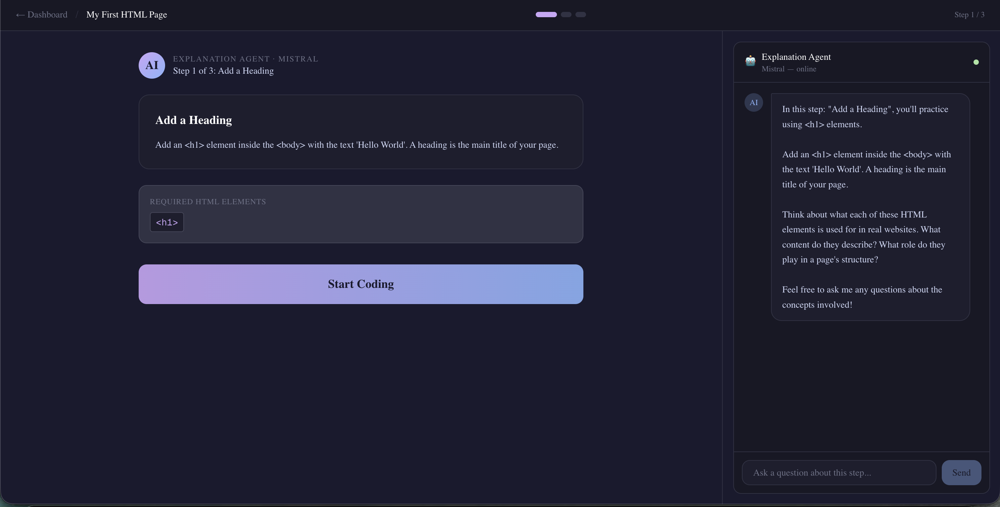 ← Dashboard / My First HTML Page
Step 1 / 3
AI
EXPLANATION AGENT · MISTRAL
Step 1 of 3: Add a Heading
Add a Heading
Add an <h1> element inside the <body> with the text 'Hello World'. A heading is the main title of your page.
REQUIRED HTML ELEMENTS
<h1>
Start Coding
Explanation Agent
Mistral — online
AI
In this step: "Add a Heading", you'll practice
using <h1> elements.
Add an <h1> element inside the <body> with
the text 'Hello World'. A heading is the main
title of your page.
Think about what each of these HTML
elements is used for in real websites. What
content do they describe? What role do they
play in a page's structure?
Feel free to ask me any questions about the
concepts involved!
Ask a question about this step...
Send